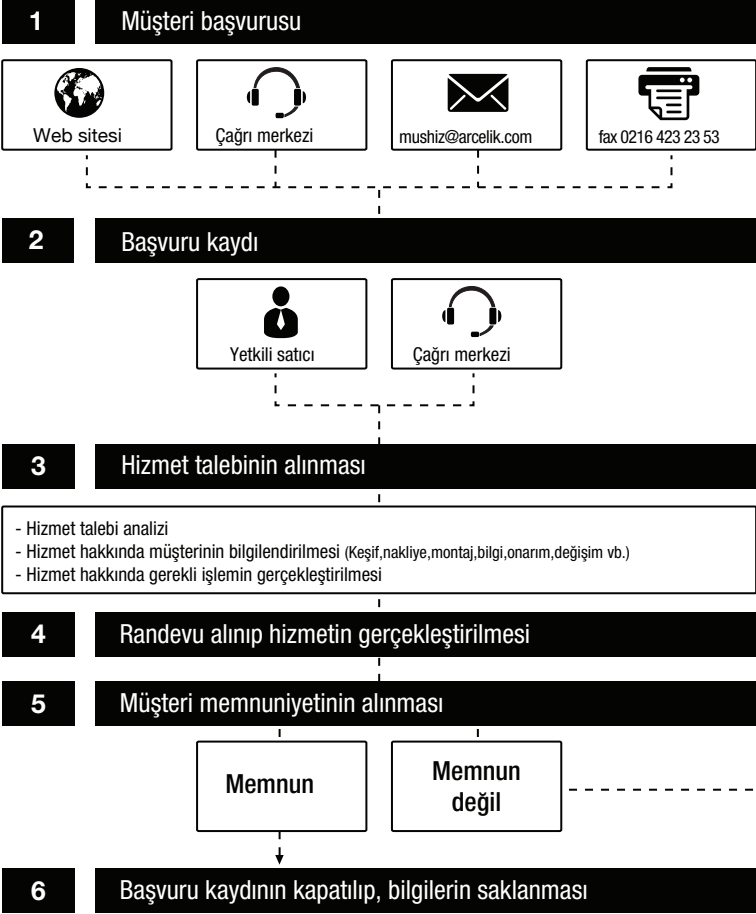 1 Müşteri başvurusu
Web sitesi
Çağrı merkezi
mushiz@arcelik.com
fax 0216 423 23 53
2 Başvuru kaydı
Yetkili satıcı
Çağrı merkezi
3 Hizmet talebinin alınması
- Hizmet talebi analizi
- Hizmet hakkında müşterinin bilgilendirilmesi (Keşif,nakliye,montaj,bilgi,onarım,değişim vb.)
- Hizmet hakkında gerekli işlemin gerçekleştirilmesi
4 Randevu alınıp hizmetin gerçekleştirilmesi
5 Müşteri memnuniyetinin alınması
Memnun
Memnun
değil
6 Başvuru kaydının kapatılıp, bilgilerin saklanması